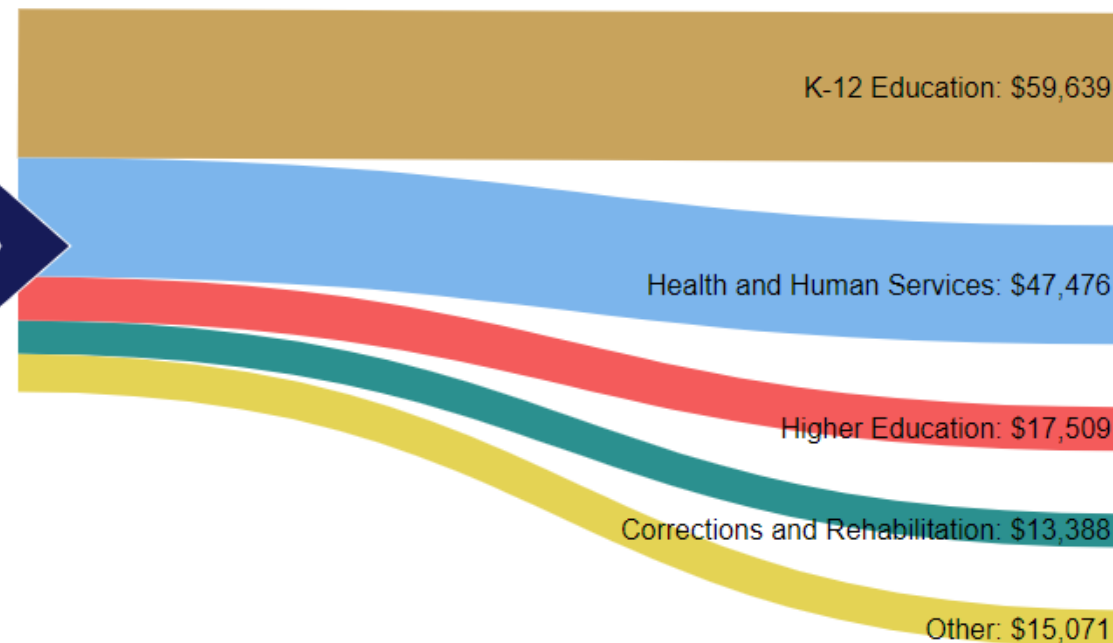 K-12 Education: $59,639
Health and Human Services: $47,476
Higher Education: $17,509
Corrections and Rehabilitation: $13,388
Other: $15,071